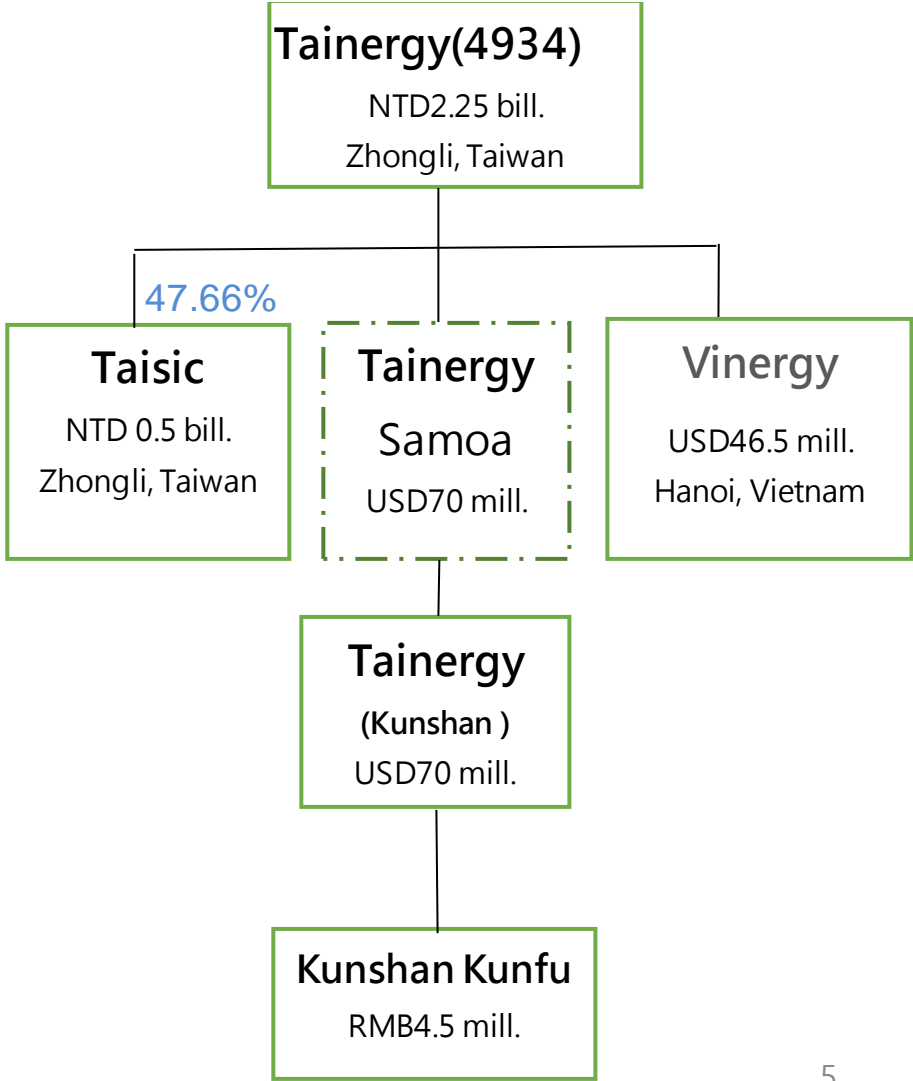 Tainergy(4934)
NTD2.25 bill.
Zhongli, Taiwan
47.66%
Taisic
NTD 0.5 bill.
Zhongli, Taiwan
Tainergy
Samoa
USD70 mill.
Vinergy
USD46.5 mill.
Hanoi, Vietnam
Tainergy
(Kunshan )
USD70 mill.
Kunshan Kunfu
RMB4.5 mill.
5